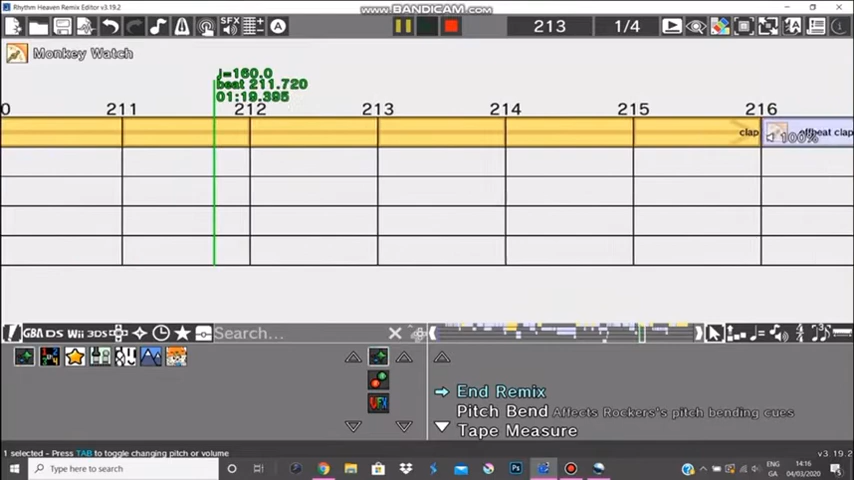 Rhythm Heaven Remix Editor v3.19.2
WWW.BANDICAM.COM
SFX
A
213
1/4
Monkey Watch
♩=160.0
beat 211.720
01:19.395
0 211 212 213 214 215 216
clap
offbeat clap
100%
GBA DS Wii 3DS
Search...
VFX
End Remix
Pitch Bend Affects Rockers's pitch bending cues
Tape Measure
1 selected - Press TAB to toggle changing pitch or volume
v3.19.2
Type here to search
ENG
14:16
GA
04/03/2020